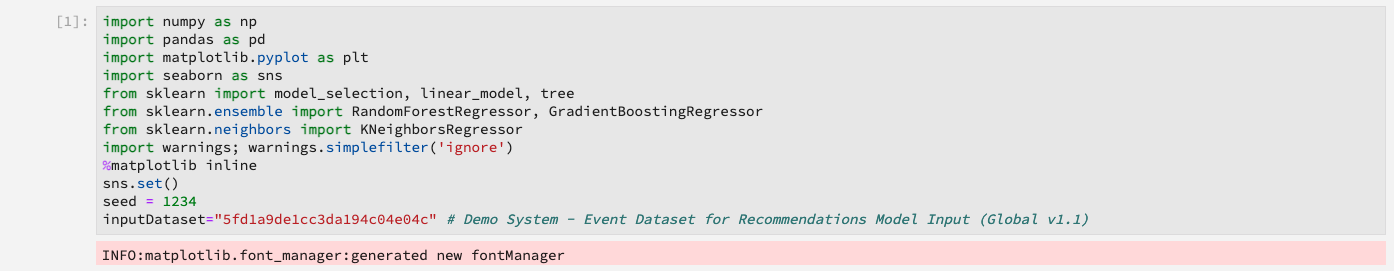 [1]:
import numpy as np
import pandas as pd
import matplotlib.pyplot as plt
import seaborn as sns
from sklearn import model_selection, linear_model, tree
from sklearn.ensemble import RandomForestRegressor, GradientBoostingRegressor
from sklearn.neighbors import KNeighborsRegressor
import warnings; warnings.simplefilter('ignore')
%matplotlib inline
sns.set()
seed = 1234
inputDataset="5fd1a9de1cc3da194c04e04c" # Demo System - Event Dataset for Recommendations Model Input (Global v1.1)
INFO:matplotlib.font_manager:generated new fontManager